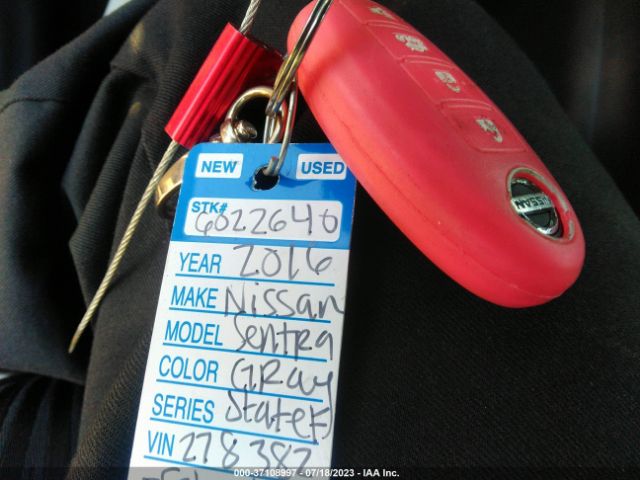 NEW USED
STK# 6022640
YEAR 2016
MAKE Nissan
MODEL Sentra
COLOR GRay
SERIES
VIN 278387
NISSAN
000-37108997 - 07/18/2023 - IAA Inc.